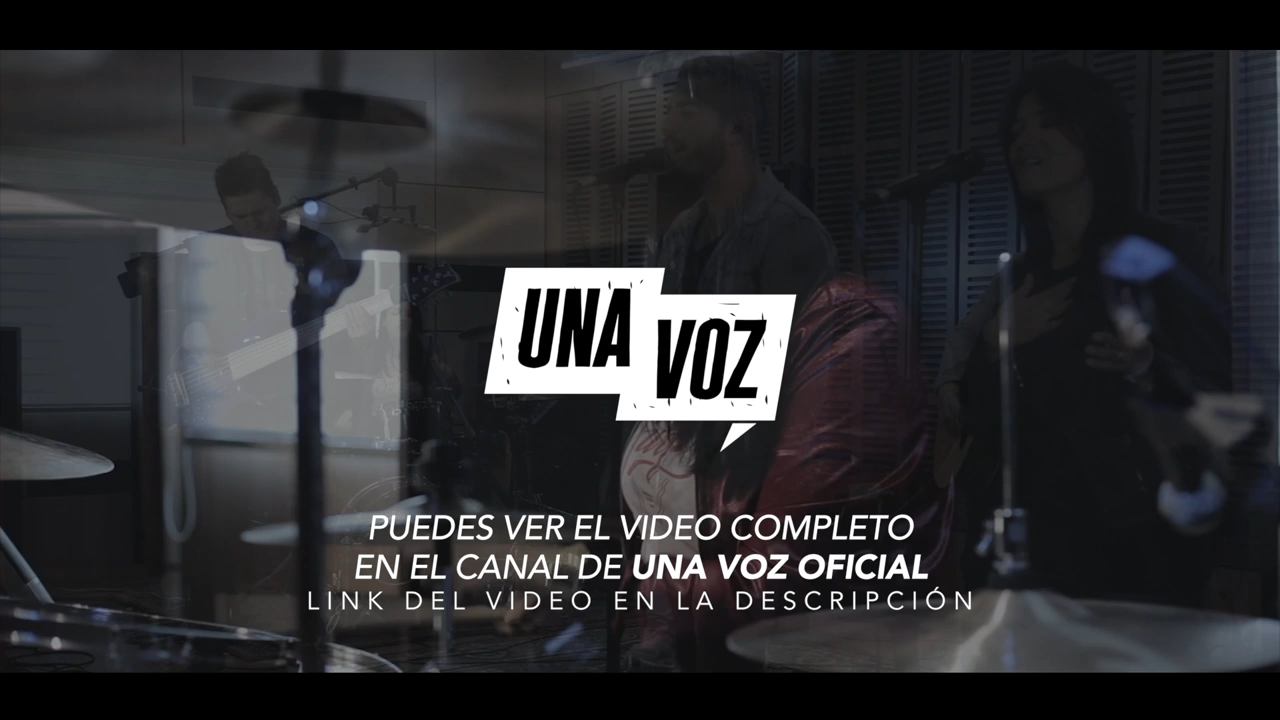 UNA
VOZ
PUEDES VER EL VIDEO COMPLETO
EN EL CANAL DE UNA VOZ OFICIAL
LINK DEL VIDEO EN LA DESCRIPCIÓN